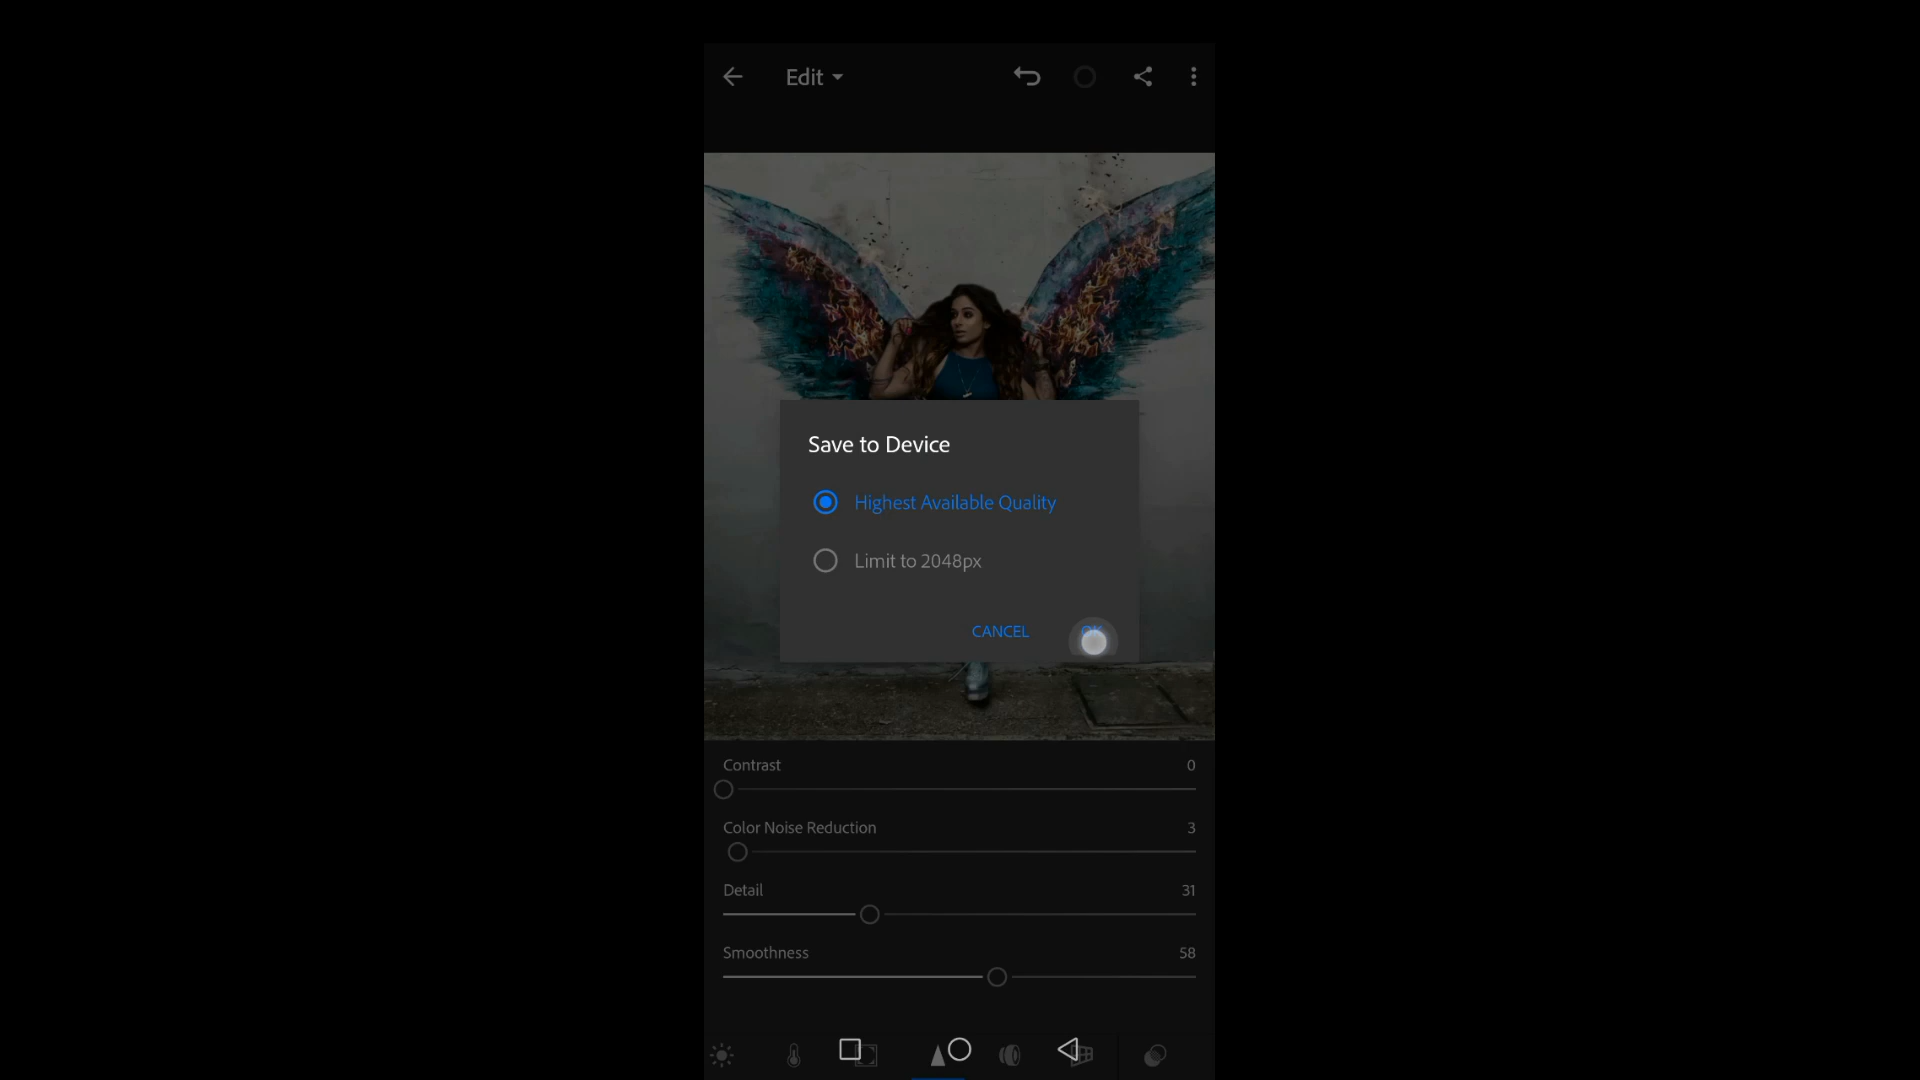 Edit
Save to Device
Highest Available Quality
Limit to 2048px
CANCEL OK
Contrast 0
Color Noise Reduction 3
Detail 31
Smoothness 58